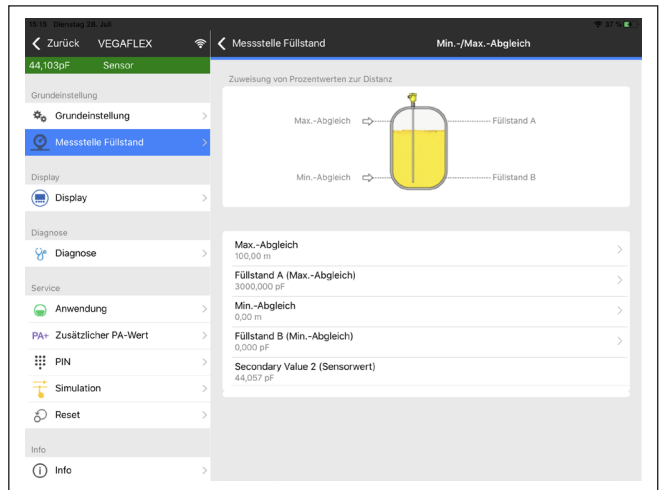 15:15 Dienstag 28. Juli
37 %
Zurück VEGAFLEX
44,103pF Sensor
Grundeinstellung
Grundeinstellung
Messstelle Füllstand
Display
Display
Diagnose
Diagnose
Service
Anwendung
PA+ Zusätzlicher PA-Wert
PIN
Simulation
Reset
Info
Info
Messstelle Füllstand Min.-/Max.-Abgleich
Zuweisung von Prozentwerten zur Distanz
Max.-Abgleich Füllstand A
Min.-Abgleich Füllstand B
Max.-Abgleich
100,00 m
Füllstand A (Max.-Abgleich)
3000,000 pF
Min.-Abgleich
0,00 m
Füllstand B (Min.-Abgleich)
0,000 pF
Secondary Value 2 (Sensorwert)
44,057 pF